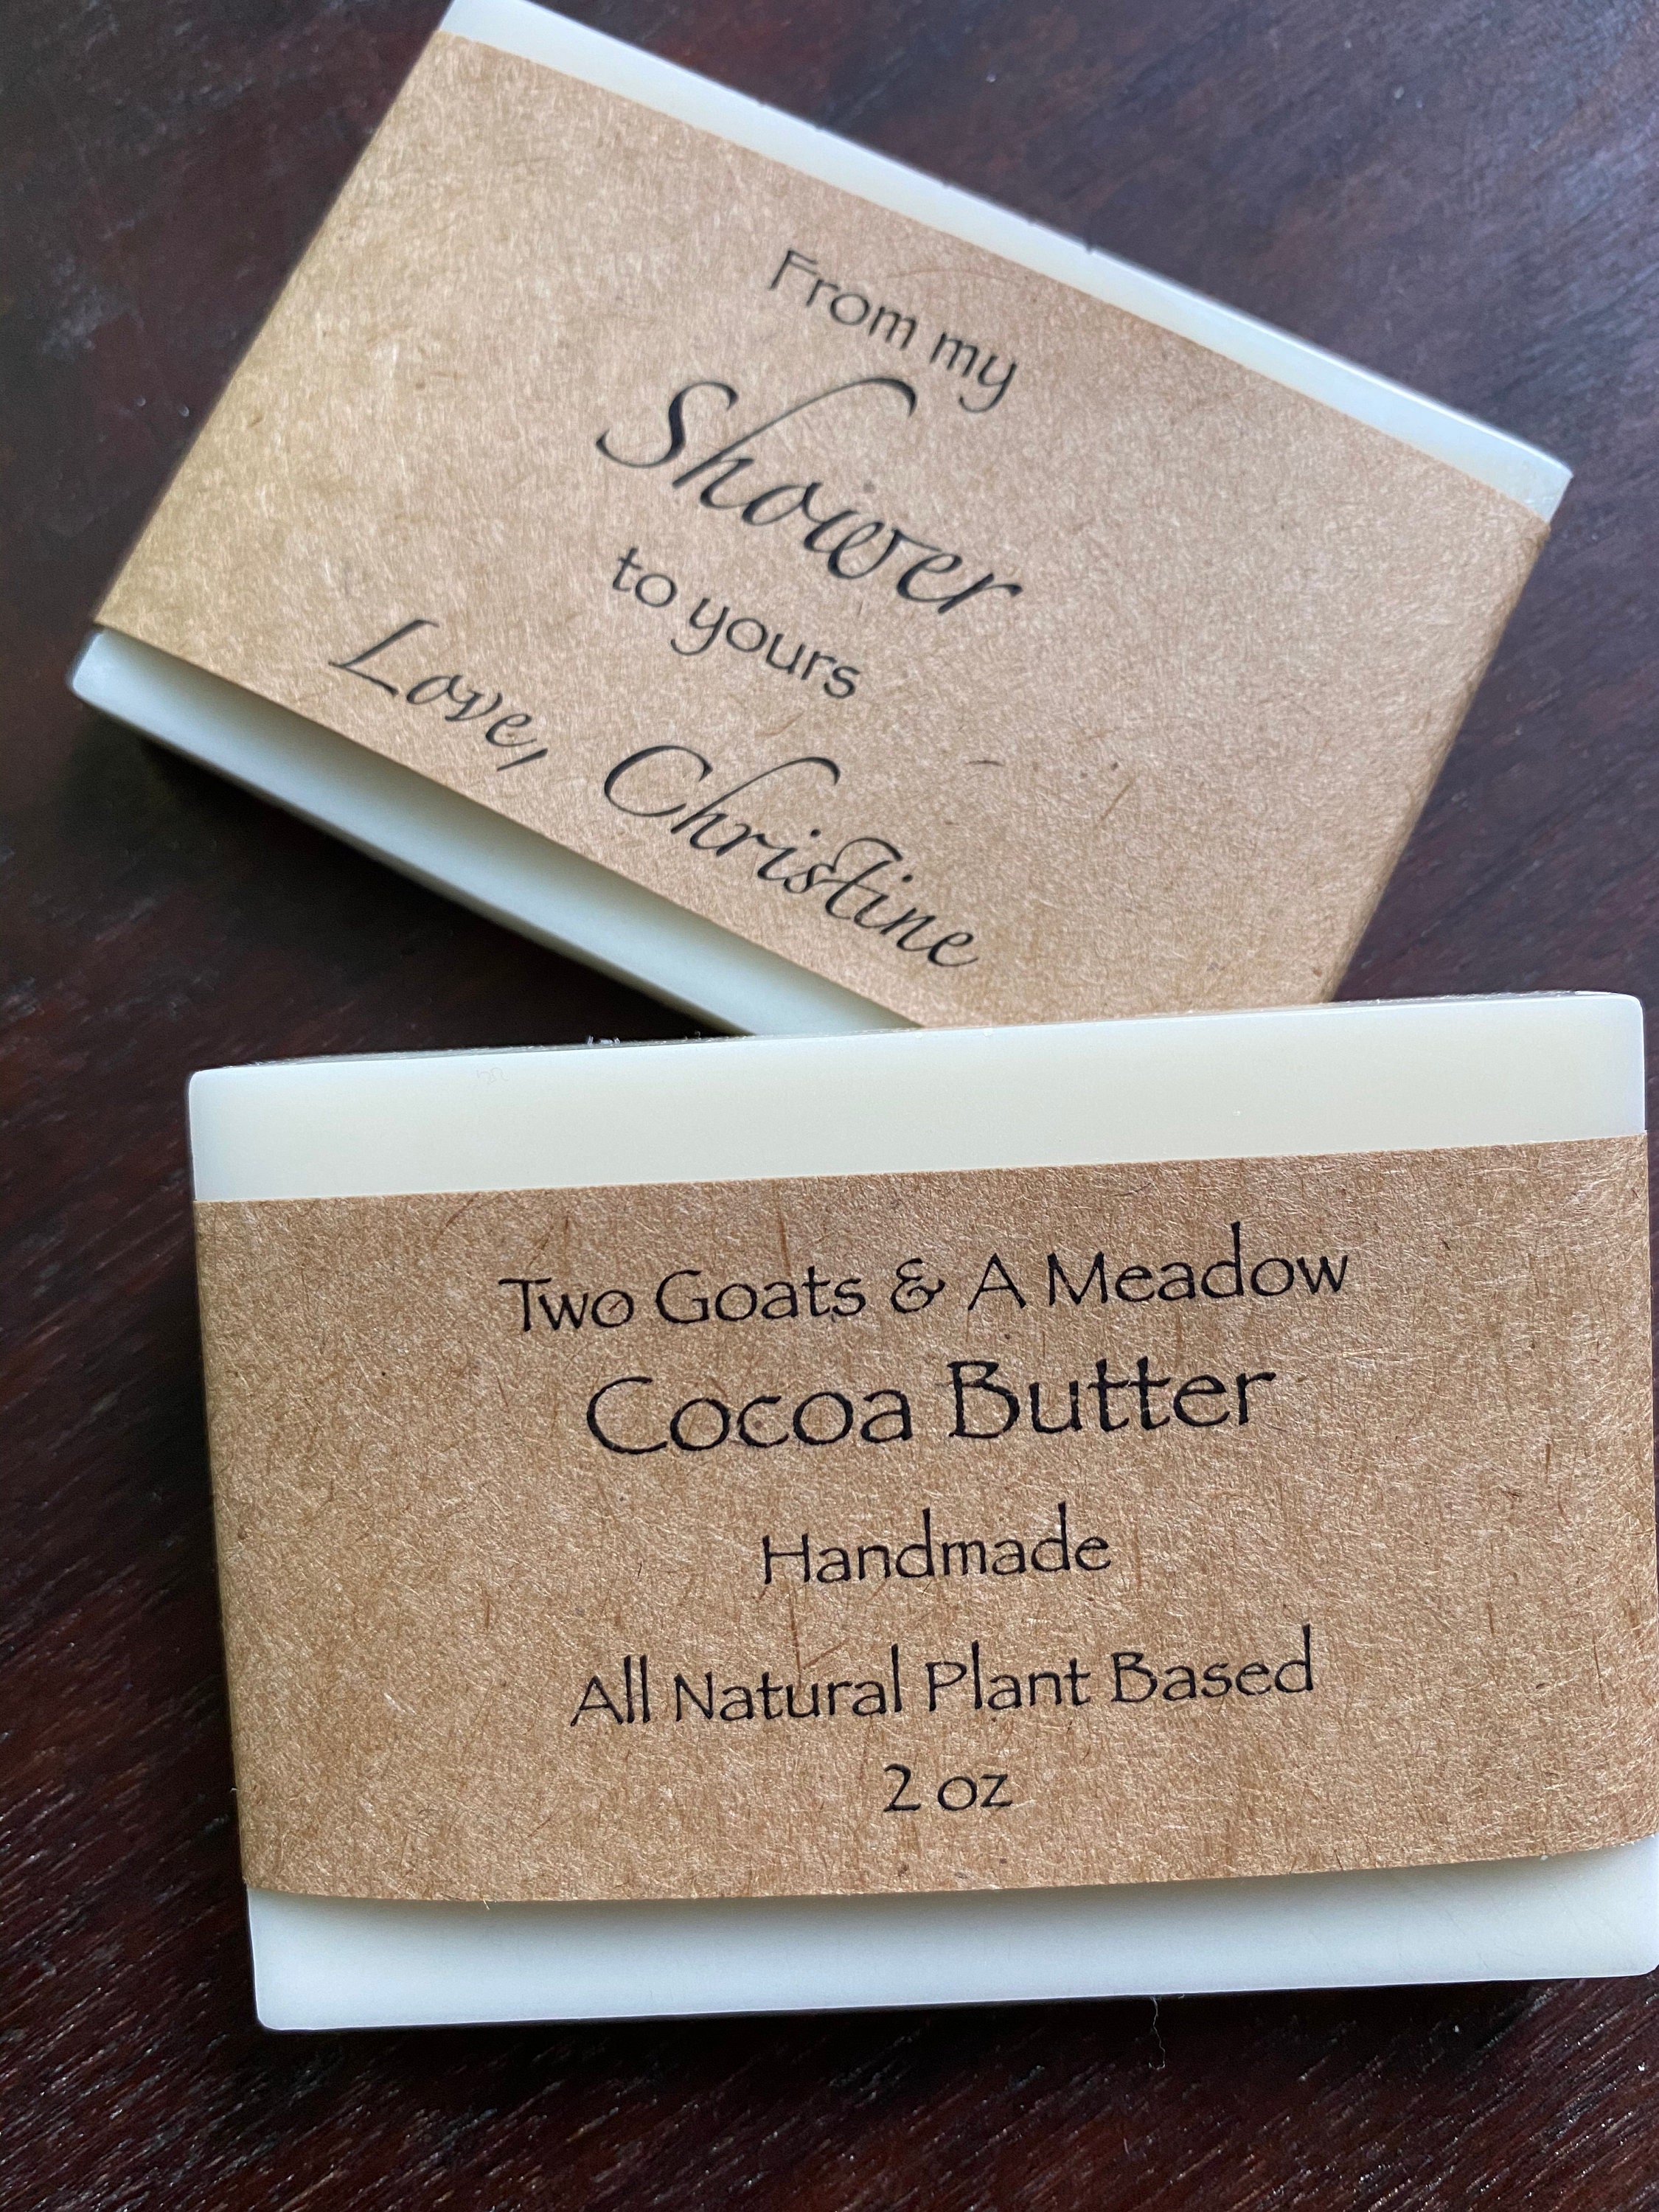 From my
Shower
to yours
Love, Christine
Two Goats & A Meadow
Cocoa Butter
Handmade
All Natural Plant Based
2 oz